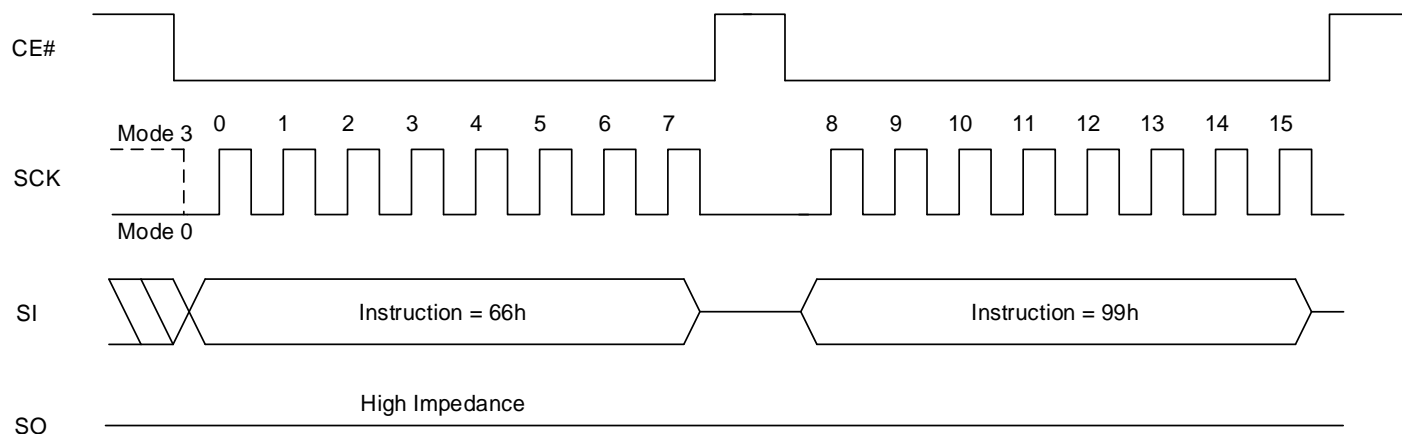 CE#
Mode 3
0 1 2 3 4 5 6 7 8 9 10 11 12 13 14 15
SCK
Mode 0
SI
Instruction = 66h
Instruction = 99h
High Impedance
SO